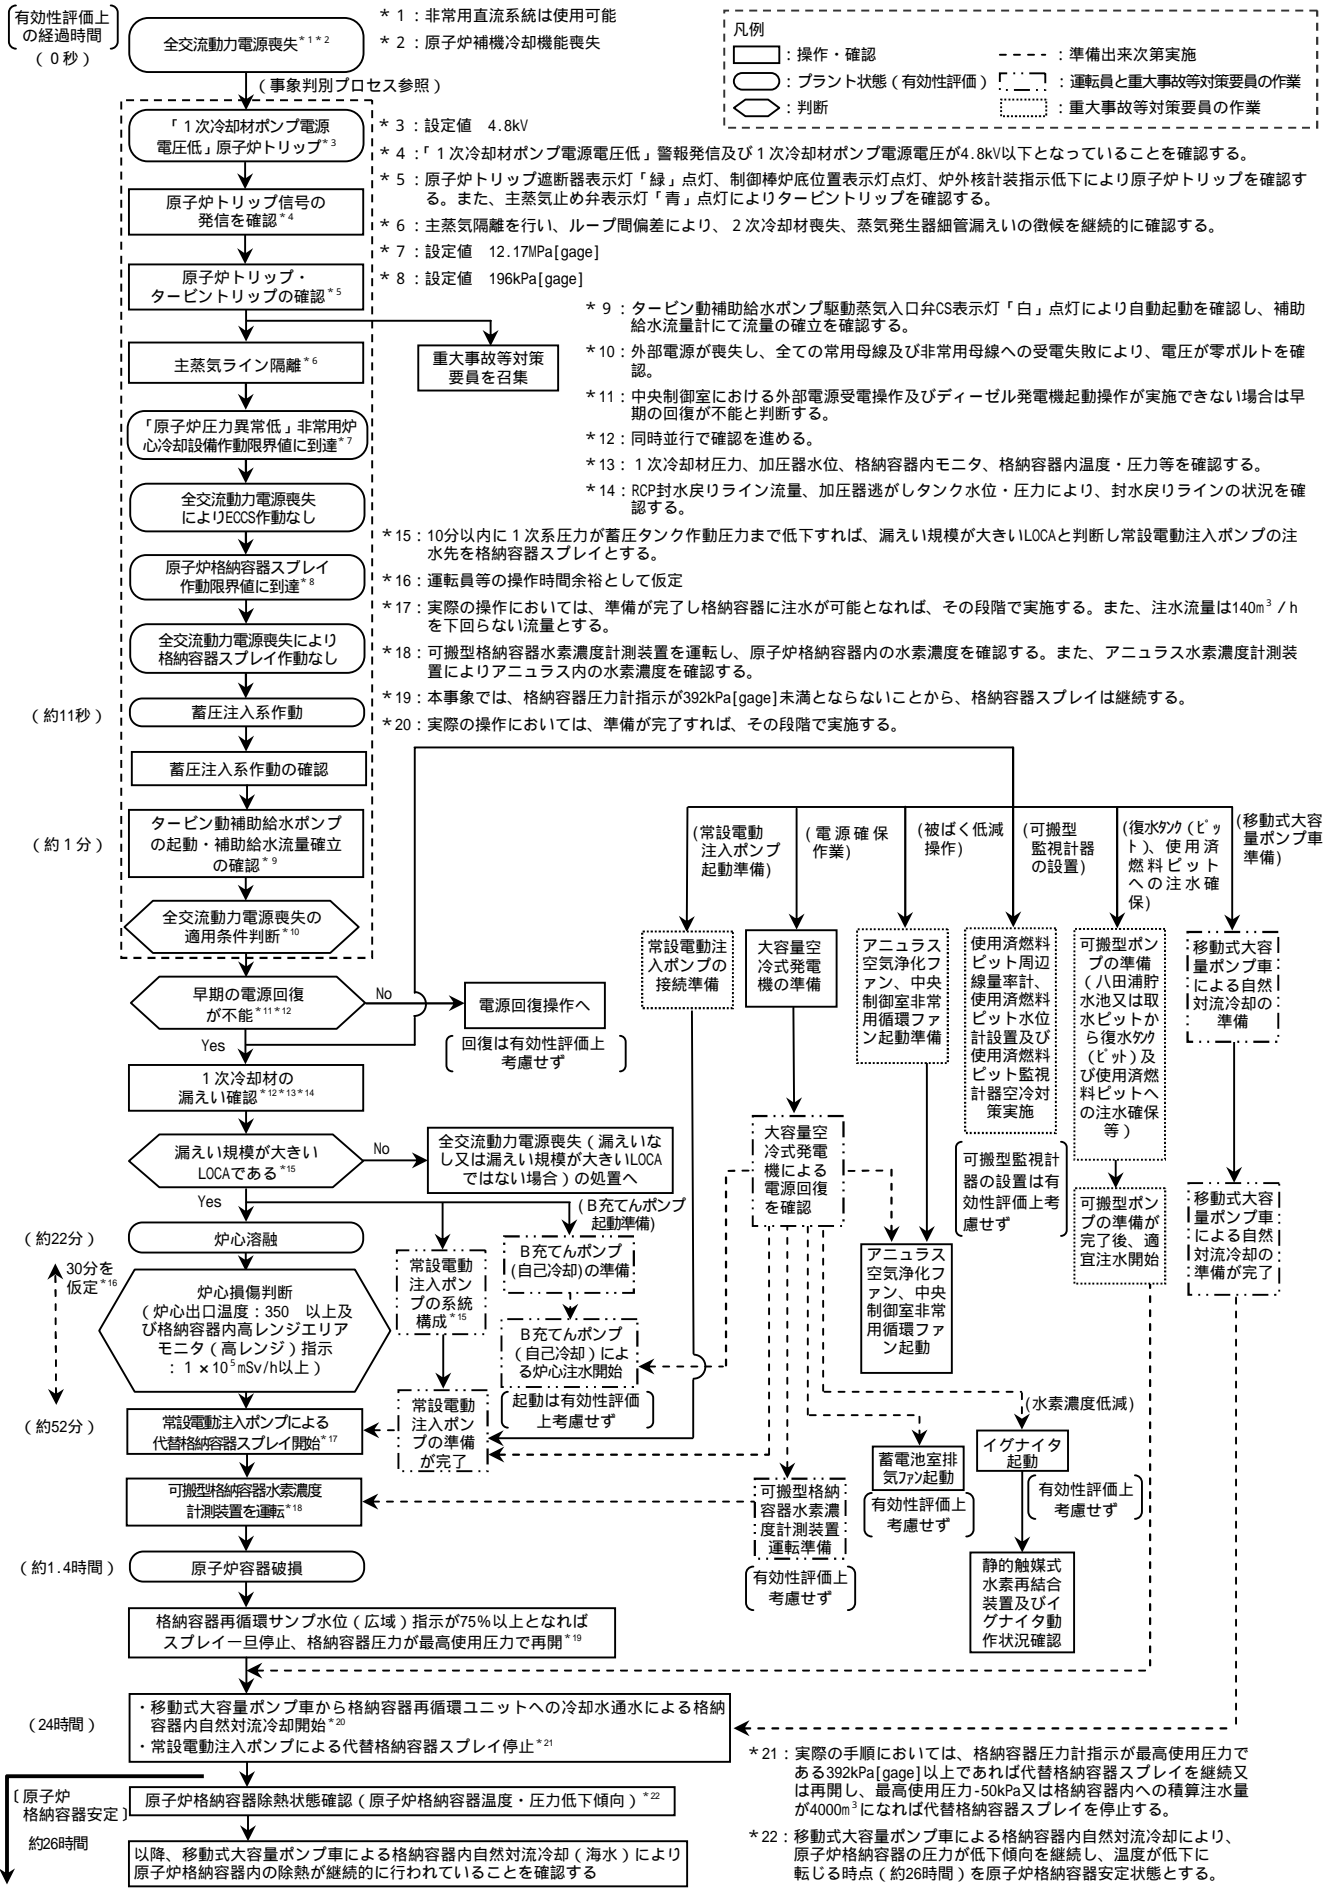 有効性評価上
の経過時間
（０秒）
全交流動力電源喪失＊１＊２
＊１：非常用直流系統は使用可能
＊２：原子炉補機冷却機能喪失
凡例
：操作・確認
：プラント状態（有効性評価）
：判断
：準備出来次第実施
：運転員と重大事故等対策要員の作業
：重大事故等対策要員の作業
（事象判別プロセス参照）
「１次冷却材ポンプ電源
電圧低」原子炉トリップ＊３
原子炉トリップ信号の
発信を確認＊４
原子炉トリップ・
タービントリップの確認＊５
主蒸気ライン隔離＊６
重大事故等対策
要員を召集
「原子炉圧力異常低」非常用炉
心冷却設備作動限界値に到達＊７
全交流動力電源喪失
によりECCS作動なし
原子炉格納容器スプレイ
作動限界値に到達＊８
全交流動力電源喪失により
格納容器スプレイ作動なし
（約11秒）
蓄圧注入系作動
蓄圧注入系作動の確認
（約１分）
タービン動補助給水ポンプ
の起動・補助給水流量確立
の確認＊９
全交流動力電源喪失の
適用条件判断＊10
＊３：設定値　4.8kV
＊４：「１次冷却材ポンプ電源電圧低」警報発信及び１次冷却材ポンプ電源電圧が4.8kV以下となっていることを確認する。
＊５：原子炉トリップ遮断器表示灯「緑」点灯、制御棒炉底位置表示灯点灯、炉外核計装指示低下により原子炉トリップを確認す
る。また、主蒸気止め弁表示灯「青」点灯によりタービントリップを確認する。
＊６：主蒸気隔離を行い、ループ間偏差により、２次冷却材喪失、蒸気発生器細管漏えいの徴候を継続的に確認する。
＊７：設定値　12.17MPa[gage]
＊８：設定値　196kPa[gage]
＊９：タービン動補助給水ポンプ駆動蒸気入口弁CS表示灯「白」点灯により自動起動を確認し、補助
給水流量計にて流量の確立を確認する。
＊10：外部電源が喪失し、全ての常用母線及び非常用母線への受電失敗により、電圧が零ボルトを確
認。
＊11：中央制御室における外部電源受電操作及びディーゼル発電機起動操作が実施できない場合は早
期の回復が不能と判断する。
＊12：同時並行で確認を進める。
＊13：１次冷却材圧力、加圧器水位、格納容器内モニタ、格納容器内温度・圧力等を確認する。
＊14：RCP封水戻りライン流量、加圧器逃がしタンク水位・圧力により、封水戻りラインの状況を確
認する。
＊15：10分以内に１次系圧力が蓄圧タンク作動圧力まで低下すれば、漏えい規模が大きいLOCAと判断し常設電動注入ポンプの注
水先を格納容器スプレイとする。
＊16：運転員等の操作時間余裕として仮定
＊17：実際の操作においては、準備が完了し格納容器に注水が可能となれば、その段階で実施する。また、注水流量は140m³／h
を下回らない流量とする。
＊18：可搬型格納容器水素濃度計測装置を運転し、原子炉格納容器内の水素濃度を確認する。また、アニュラス水素濃度計測装
置によりアニュラス内の水素濃度を確認する。
＊19：本事象では、格納容器圧力計指示が392kPa[gage]未満とならないことから、格納容器スプレイは継続する。
＊20：実際の操作においては、準備が完了すれば、その段階で実施する。
早期の電源回復
が不能＊11＊12
No
電源回復操作へ
回復は有効性評価上
考慮せず
Yes
１次冷却材の
漏えい確認＊12＊13＊14
漏えい規模が大きい
LOCAである＊15
No
全交流動力電源喪失（漏えいな
し又は漏えい規模が大きいLOCA
ではない場合）の処置へ
Yes
（常設電動
注入ポンプ
起動準備）
（電源確保
作業）
（被ばく低減
操作）
（可搬型
監視計器
の設置）
（復水タンク（ピッ
ト）、使用済
燃料ピット
への注水確
保）
（移動式大容
量ポンプ車
準備）
常設電動注
入ポンプの
接続準備
大容量空
冷式発電
機の準備
アニュラス
空気浄化フ
ァン、中央
制御室非常
用循環ファ
ン起動準備
使用済燃料
ピット周辺
線量率計、
使用済燃料
ピット水位
計設置及び
使用済燃料
ピット監視
計器空冷対
策実施
可搬型監視計
器の設置は有
効性評価上考
慮せず
可搬型ポン
プの準備
（八田浦貯
水池又は取
水ピットか
ら復水タンク
（ピット）及
び使用済燃
料ピットへ
の注水確保
等）
移動式大容
量ポンプ車
による自然
対流冷却の
準備
大容量空
冷式発電
機による
電源回復
を確認
可搬型ポン
プの準備が
完了後、適
宜注水開始
移動式大容
量ポンプ車
による自然
対流冷却の
準備が完了
アニュラス
空気浄化フ
ァン、中央
制御室非常
用循環ファ
ン起動
（約22分）
炉心溶融
30分を
仮定＊16
炉心損傷判断
（炉心出口温度：350　以上及
び格納容器内高レンジエリア
モニタ（高レンジ）指示
：１×10⁵mSv/h以上）
常設電動
注入ポン
プの系統
構成＊15
（Ｂ充てんポンプ
起動準備）
Ｂ充てんポンプ
（自己冷却）の準備
Ｂ充てんポンプ
（自己冷却）によ
る炉心注水開始
起動は有効性評価
上考慮せず
（約52分）
常設電動注入ポンプによる
代替格納容器スプレイ開始＊17
常設電動
注入ポン
プの準備
が完了
（水素濃度低減）
イグナイタ
起動
有効性評価上
考慮せず
蓄電池室排
気ファン起動
有効性評価上
考慮せず
可搬型格納容器水素濃度
計測装置を運転＊18
可搬型格納
容器水素濃
度計測装置
運転準備
有効性評価上
考慮せず
静的触媒式
水素再結合
装置及びイ
グナイタ動
作状況確認
（約1.4時間）
原子炉容器破損
格納容器再循環サンプ水位（広域）指示が75％以上となれば
スプレイ一旦停止、格納容器圧力が最高使用圧力で再開＊19
（24時間）
・移動式大容量ポンプ車から格納容器再循環ユニットへの冷却水通水による格納
容器内自然対流冷却開始＊20
・常設電動注入ポンプによる代替格納容器スプレイ停止＊21
原子炉
格納容器安定
約26時間
原子炉格納容器除熱状態確認（原子炉格納容器温度・圧力低下傾向）＊22
以降、移動式大容量ポンプ車による格納容器内自然対流冷却（海水）により
原子炉格納容器内の除熱が継続的に行われていることを確認する
＊21：実際の手順においては、格納容器圧力計指示が最高使用圧力で
ある392kPa[gage]以上であれば代替格納容器スプレイを継続又
は再開し、最高使用圧力-50kPa又は格納容器内への積算注水量
が4000m³になれば代替格納容器スプレイを停止する。
＊22：移動式大容量ポンプ車による格納容器内自然対流冷却により、
原子炉格納容器の圧力が低下傾向を継続し、温度が低下に
転じる時点（約26時間）を原子炉格納容器安定状態とする。